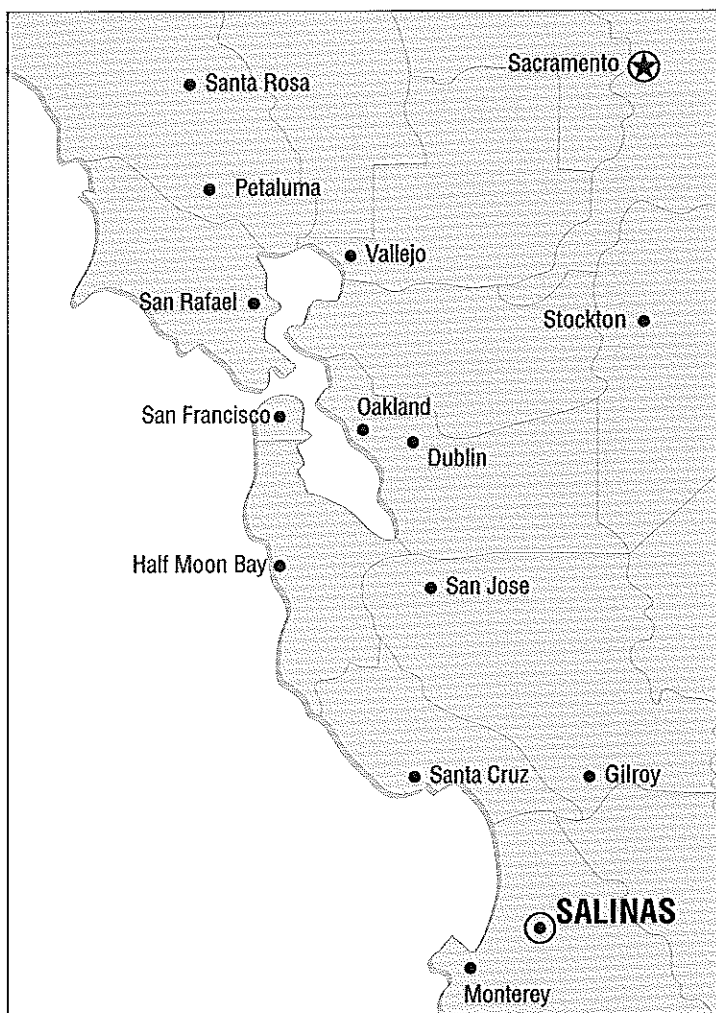 Sacramento
Santa Rosa
Petaluma
Vallejo
San Rafael
Stockton
San Francisco
Oakland
Dublin
Half Moon Bay
San Jose
Santa Cruz
Gilroy
SALINAS
Monterey